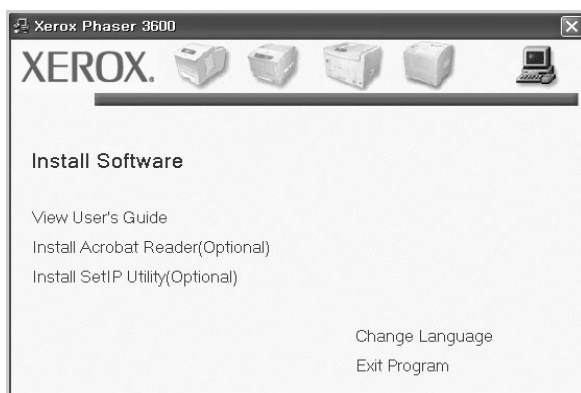 Xerox Phaser 3600
XEROX.
Install Software
View User's Guide
Install Acrobat Reader(Optional)
Install SetIP Utility(Optional)
Change Language
Exit Program